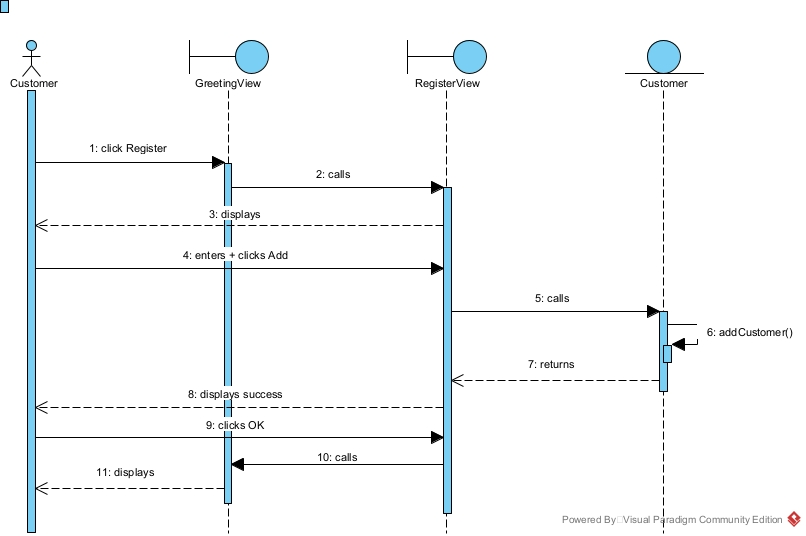 Customer
GreetingView
RegisterView
Customer
1: click Register
2: calls
3: displays
4: enters + clicks Add
5: calls
6: addCustomer()
7: returns
8: displays success
9: clicks OK
10: calls
11: displays
Powered By Visual Paradigm Community Edition